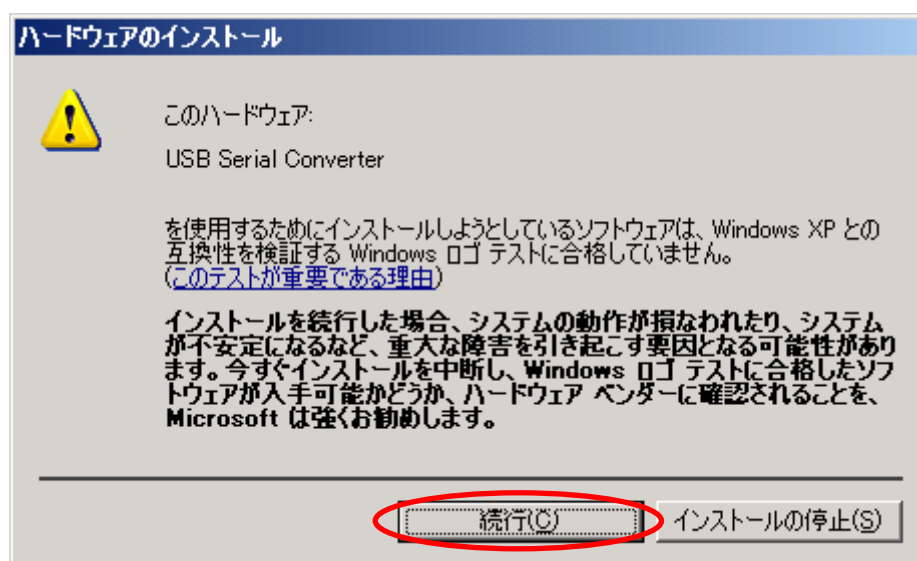 ハードウェアのインストール
このハードウェア:
USB Serial Converter
を使用するためにインストールしようとしているソフトウェアは、Windows XP との
互換性を検証する Windows ロゴ テストに合格していません。
(このテストが重要である理由)
インストールを続行した場合、システムの動作が損なわれたり、システム
が不安定になるなど、重大な障害を引き起こす要因となる可能性があり
ます。今すぐインストールを中断し、Windows ロゴ テストに合格したソフ
トウェアが入手可能かどうか、ハードウェア ベンダーに確認されることを、
Microsoft は強くお勧めします。
続行(C) インストールの停止(S)